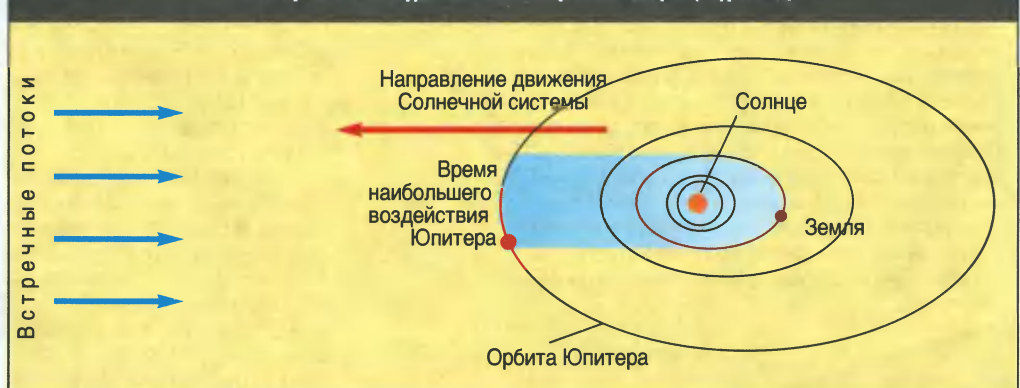 Встречные потоки
Направление движения
Солнечной системы
Солнце
Время
наибольшего
воздействия
Юпитера
Земля
Орбита Юпитера